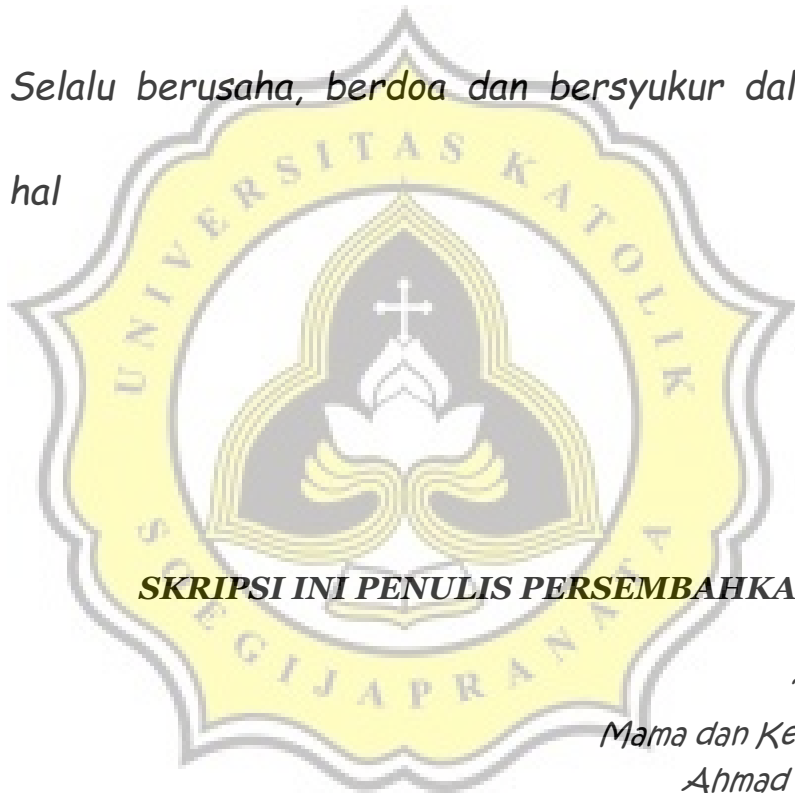 Selalu berusaha, berdoa dan bersyukur dal
hal
UNIVERSITAS KATOLIK
SOEGIJAPRANATA
SKRIPSI INI PENULIS PERSEMBAHKA
Mama dan Ke
Ahmad